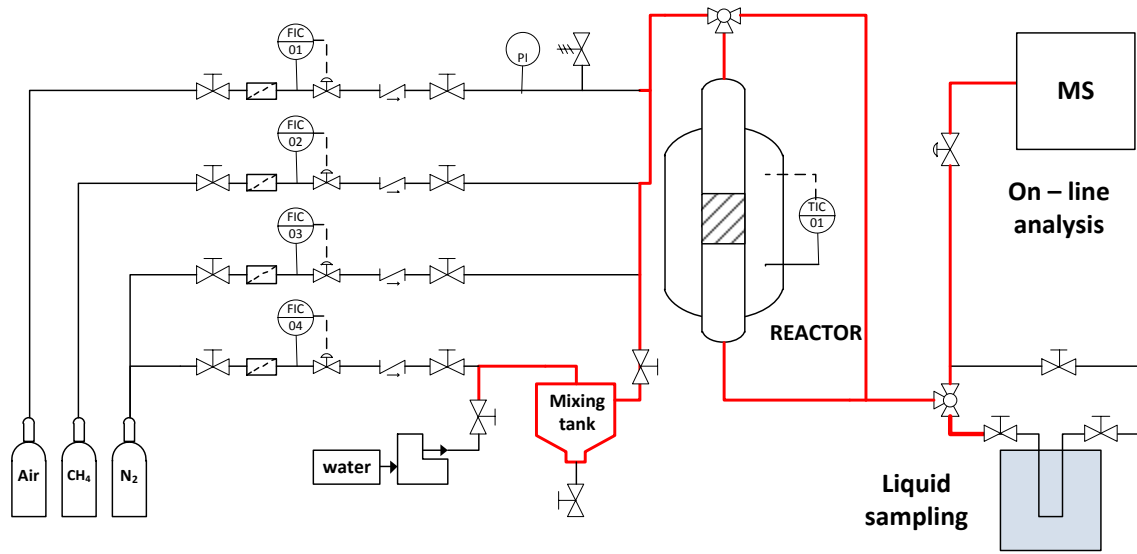 FIC
01
PI
FIC
02
FIC
03
FIC
04
TIC
01
REACTOR
MS
On – line
analysis
Mixing
tank
water
Air
CH₄
N₂
Liquid
sampling